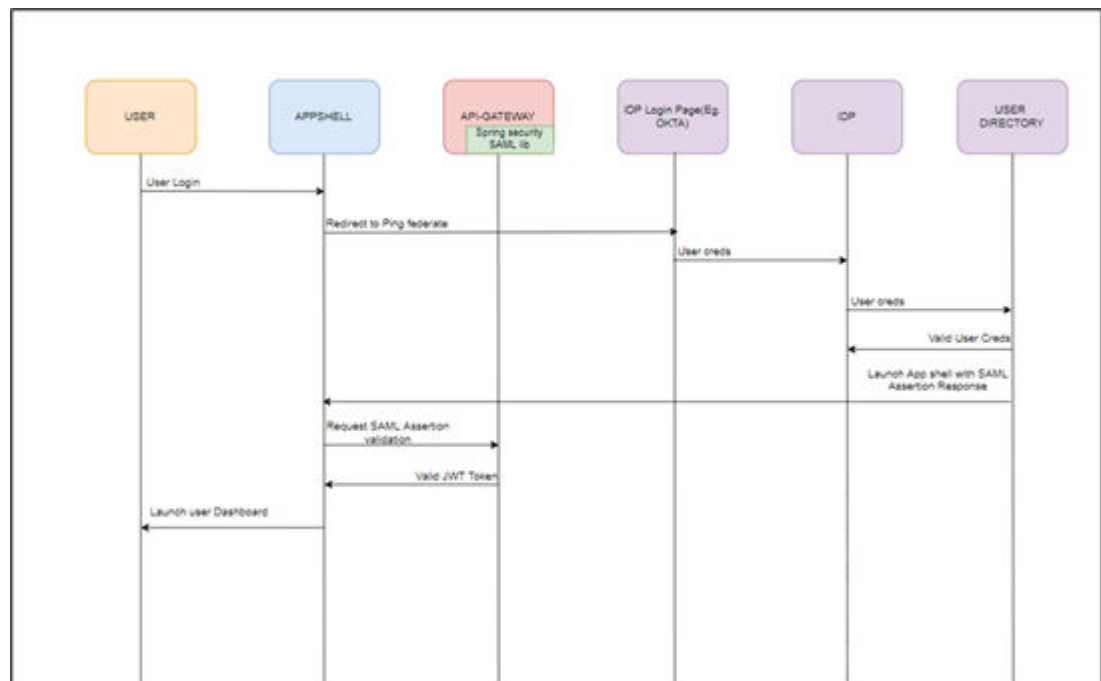 USER
APPSHELL
API-GATEWAY
Spring security
SAML lib
IOP Login Page(Eg.
OKTA)
IOP
USER
DIRECTORY
User Login
Redirect to Ping federate
User creds
User creds
Valid User Creds
Launch App shell with SAML
Assertion Response
Request SAML Assertion
validation
Valid JWT Token
Launch user Dashboard